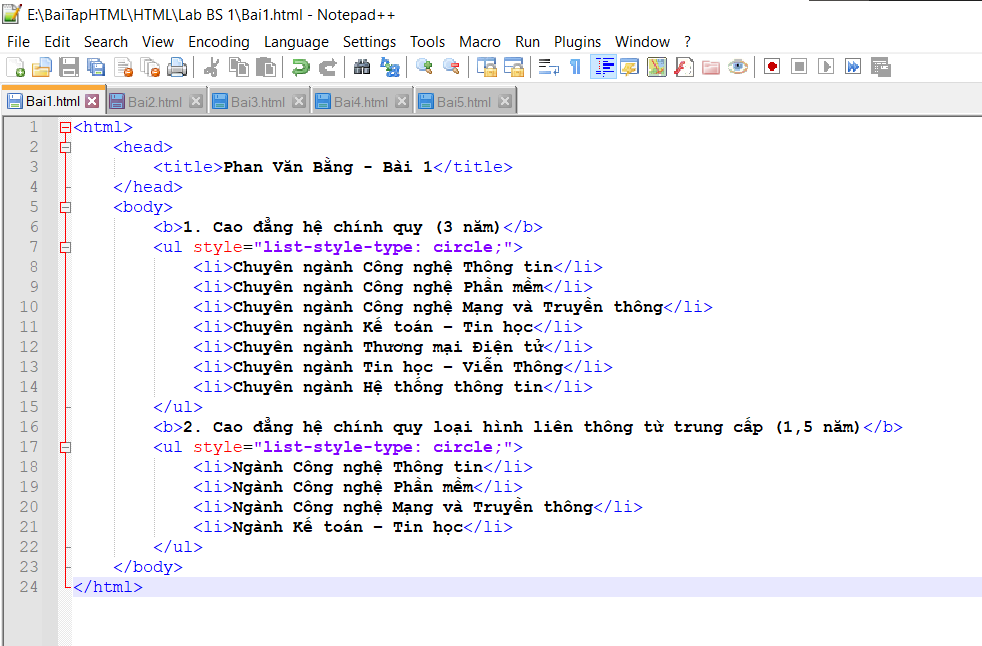 E:\BaiTapHTML\HTML\Lab BS 1\Bai1.html - Notepad++
File Edit Search View Encoding Language Settings Tools Macro Run Plugins Window ?
Bai1.html Bai2.html Bai3.html Bai4.html Bai5.html
1 <html>
2 <head>
3 <title>Phan Văn Bằng - Bài 1</title>
4 </head>
5 <body>
6 <b>1. Cao đẳng hệ chính quy (3 năm)</b>
7 <ul style="list-style-type: circle;">
8 <li>Chuyên ngành Công nghệ Thông tin</li>
9 <li>Chuyên ngành Công nghệ Phần mềm</li>
10 <li>Chuyên ngành Công nghệ Mạng và Truyền thông</li>
11 <li>Chuyên ngành Kế toán – Tin học</li>
12 <li>Chuyên ngành Thương mại Điện tử</li>
13 <li>Chuyên ngành Tin học – Viễn Thông</li>
14 <li>Chuyên ngành Hệ thống thông tin</li>
15 </ul>
16 <b>2. Cao đẳng hệ chính quy loại hình liên thông từ trung cấp (1,5 năm)</b>
17 <ul style="list-style-type: circle;">
18 <li>Ngành Công nghệ Thông tin</li>
19 <li>Ngành Công nghệ Phần mềm</li>
20 <li>Ngành Công nghệ Mạng và Truyền thông</li>
21 <li>Ngành Kế toán – Tin học</li>
22 </ul>
23 </body>
24 </html>